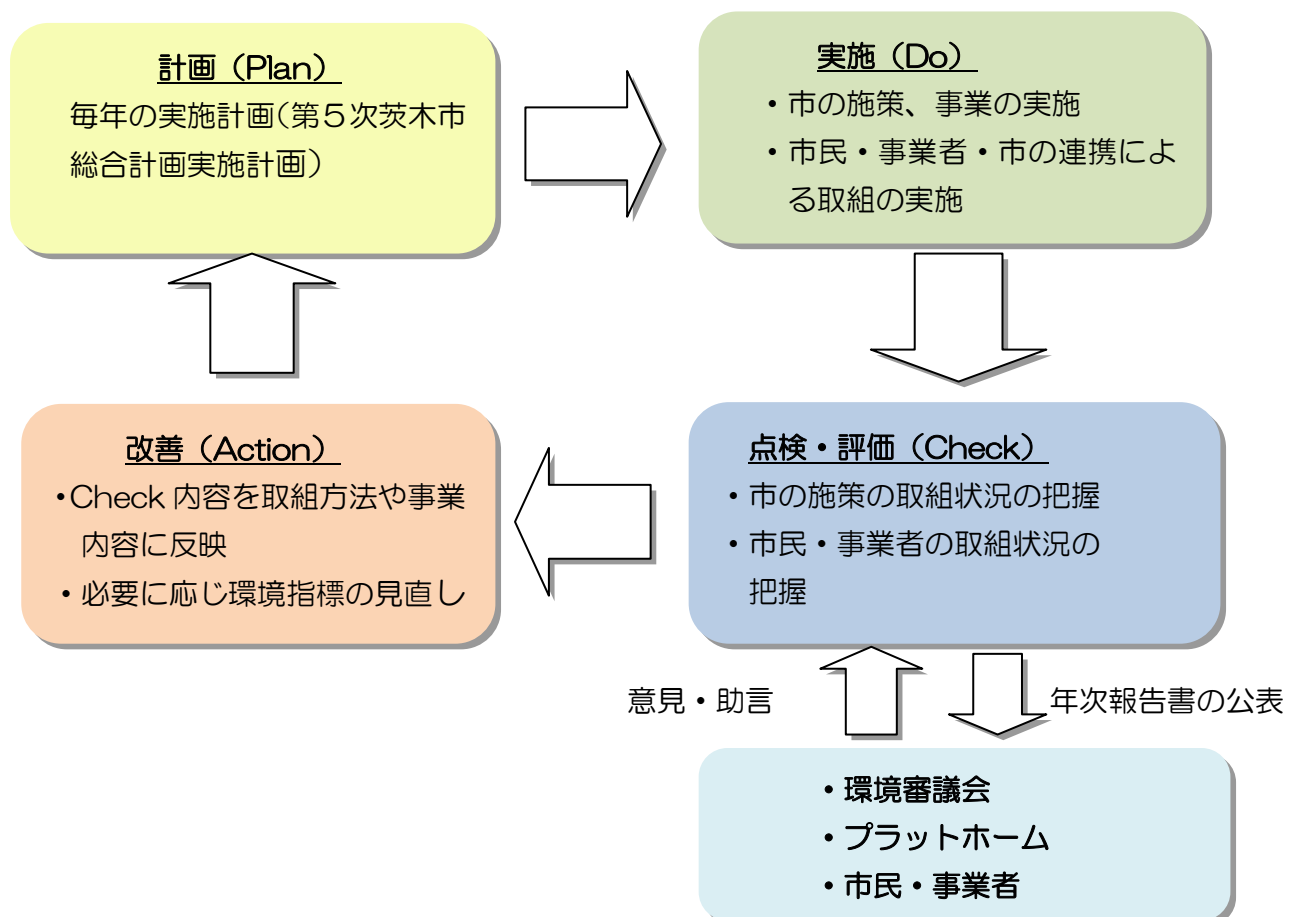 計画（Plan）
毎年の実施計画（第５次茨木市
総合計画実施計画）
実施（Do）
・市の施策、事業の実施
・市民・事業者・市の連携によ
る取組の実施
改善（Action）
・Check 内容を取組方法や事業
内容に反映
・必要に応じ環境指標の見直し
点検・評価（Check）
・市の施策の取組状況の把握
・市民・事業者の取組状況の
把握
意見・助言
年次報告書の公表
・環境審議会
・プラットホーム
・市民・事業者